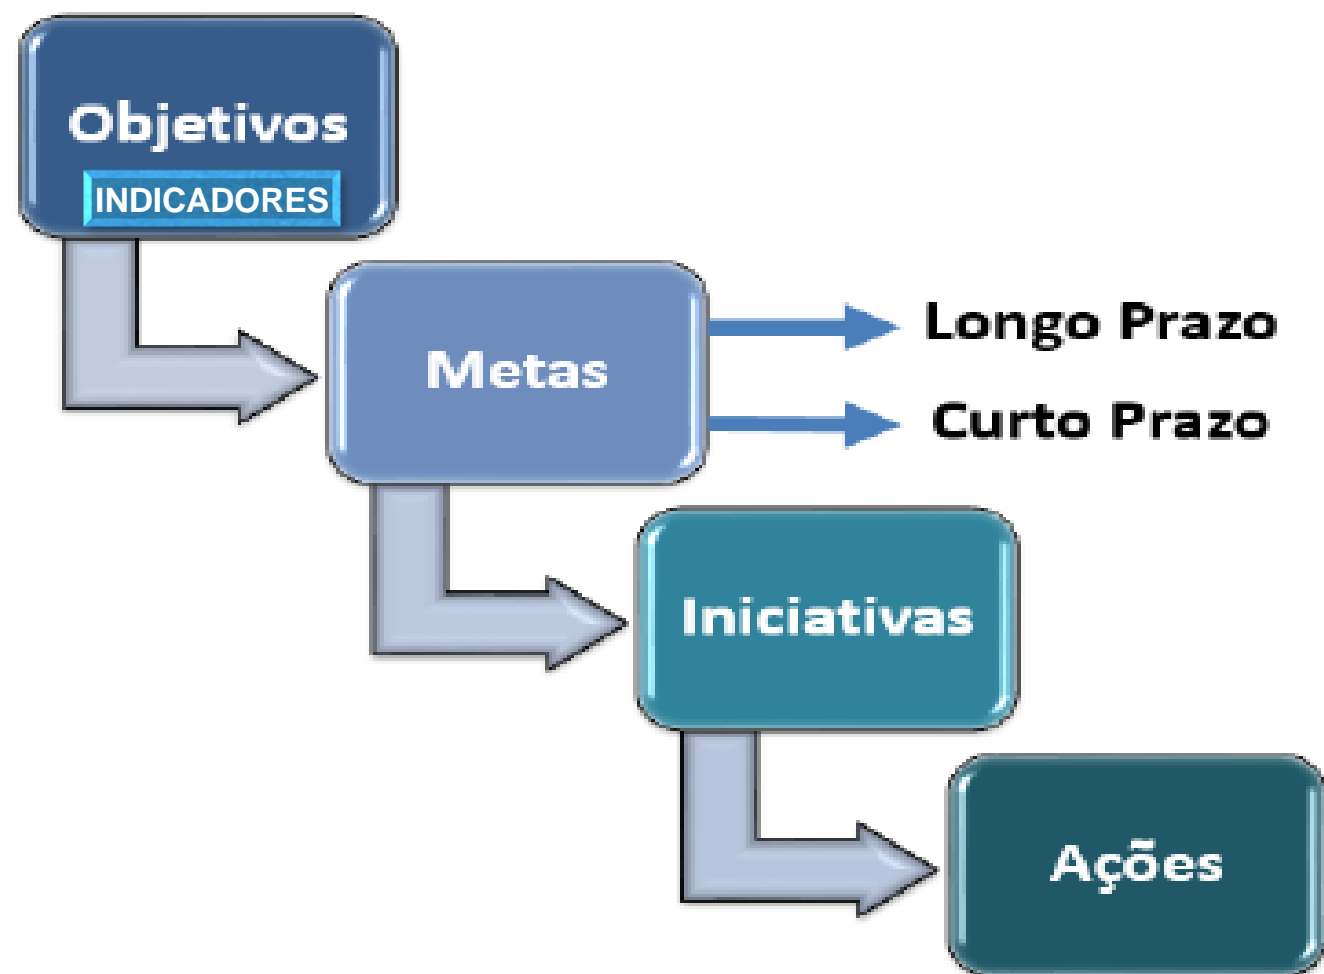 Objetivos
INDICADORES
Metas
Longo Prazo
Curto Prazo
Iniciativas
Ações